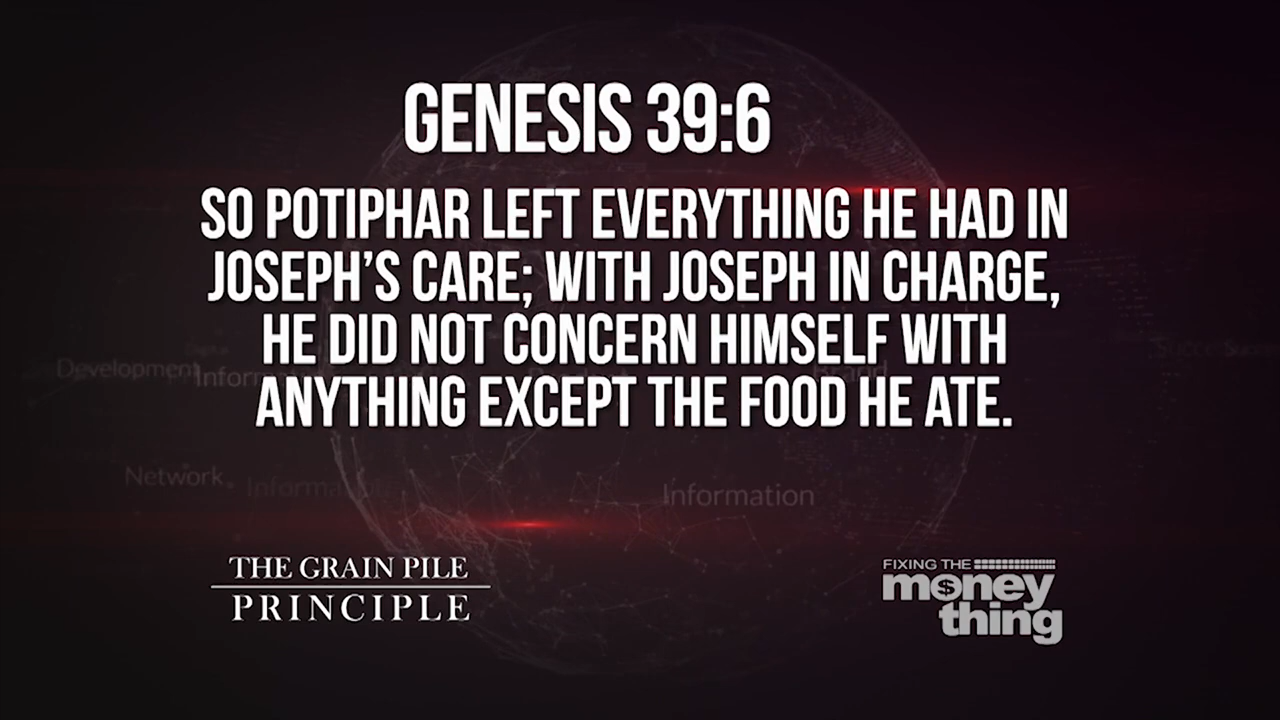 GENESIS 39:6
SO POTIPHAR LEFT EVERYTHING HE HAD IN
JOSEPH'S CARE; WITH JOSEPH IN CHARGE,
HE DID NOT CONCERN HIMSELF WITH
ANYTHING EXCEPT THE FOOD HE ATE.
Development
Brand
Network
Information
Information
THE GRAIN PILE
PRINCIPLE
FIXING THE
money
thing